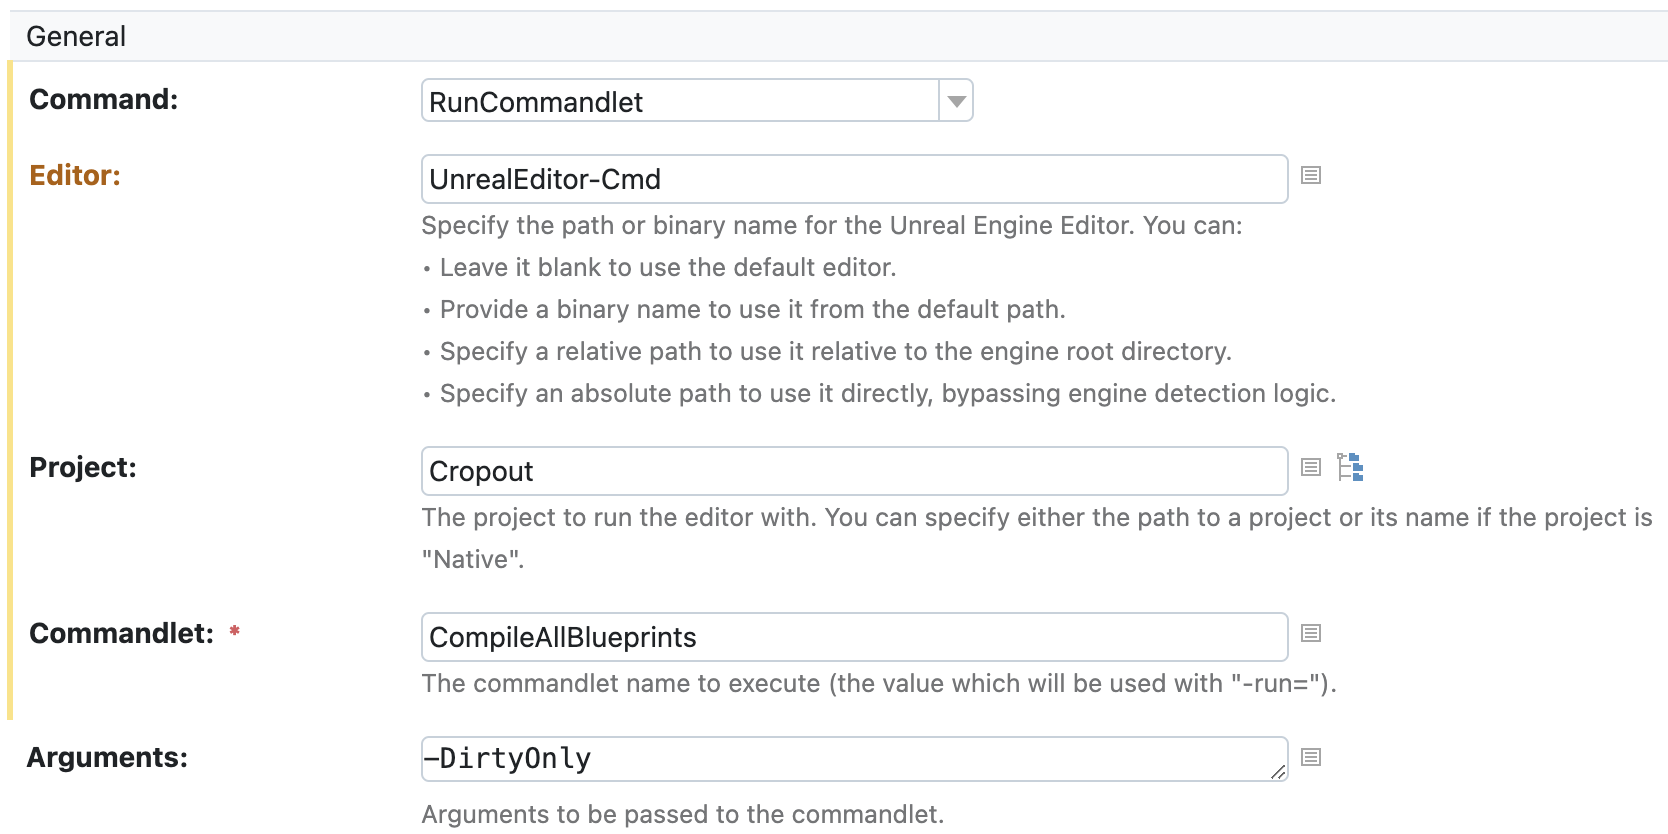 General
Command:
RunCommandlet
Editor:
UnrealEditor-Cmd
Specify the path or binary name for the Unreal Engine Editor. You can:
• Leave it blank to use the default editor.
• Provide a binary name to use it from the default path.
• Specify a relative path to use it relative to the engine root directory.
• Specify an absolute path to use it directly, bypassing engine detection logic.
Project:
Cropout
The project to run the editor with. You can specify either the path to a project or its name if the project is
"Native".
Commandlet: *
CompileAllBlueprints
The commandlet name to execute (the value which will be used with "-run=").
Arguments:
–DirtyOnly
Arguments to be passed to the commandlet.